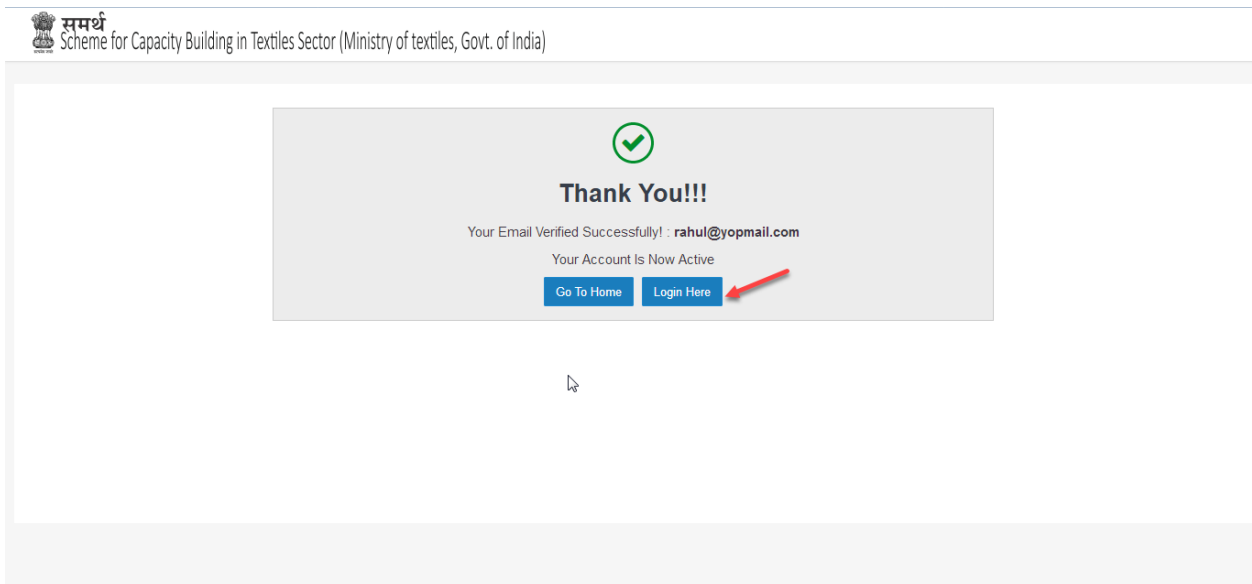 समर्थ
Scheme for Capacity Building in Textiles Sector (Ministry of textiles, Govt. of India)
Thank You!!!
Your Email Verified Successfully! : rahul@yopmail.com
Your Account Is Now Active
Go To Home Login Here